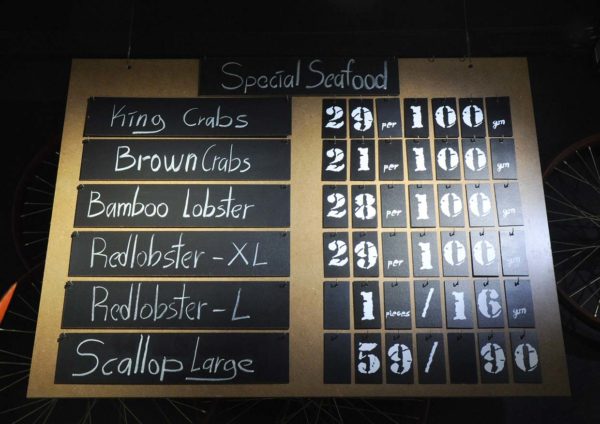 Special Seafood
King Crabs 29 per 100 gm
Brown Crabs 21 per 100 gm
Bamboo Lobster 28 per 100 gm
Redlobster - XL 29 per 100 gm
Redlobster - L 1 pieces / 16 gm
Scallop Large 59 / 90